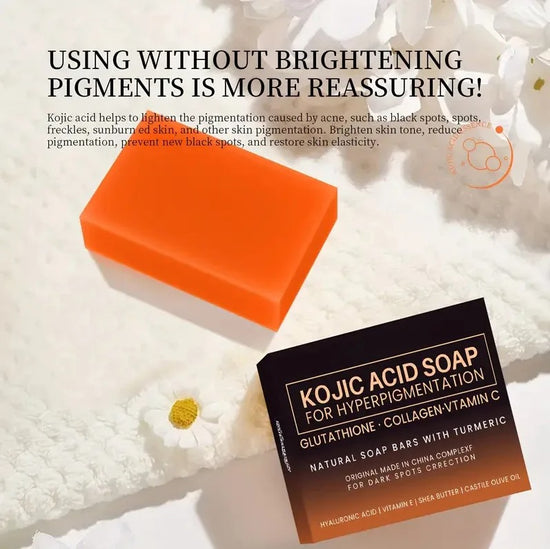 USING WITHOUT BRIGHTENING
PIGMENTS IS MORE REASSURING!
Kojic acid helps to lighten the pigmentation caused by acne, such as black spots, spots,
freckles, sunburn ed skin, and other skin pigmentation. Brighten skin tone, reduce
pigmentation, prevent new black spots, and restore skin elasticity.
KOJIC ACID SOAP
FOR HYPERPIGMENTATION
GLUTATHIONE · COLLAGEN·VTAMIN C
NATURAL SOAP BARS WITH TURMERIC
ORIGINAL MADE IN CHINA COMPLEXF
FOR DARK SPOTS CRRECTION
HYALURONIC ACID | VITAMIN E | SHEA BUTTER | CASTILE OLIVE OIL